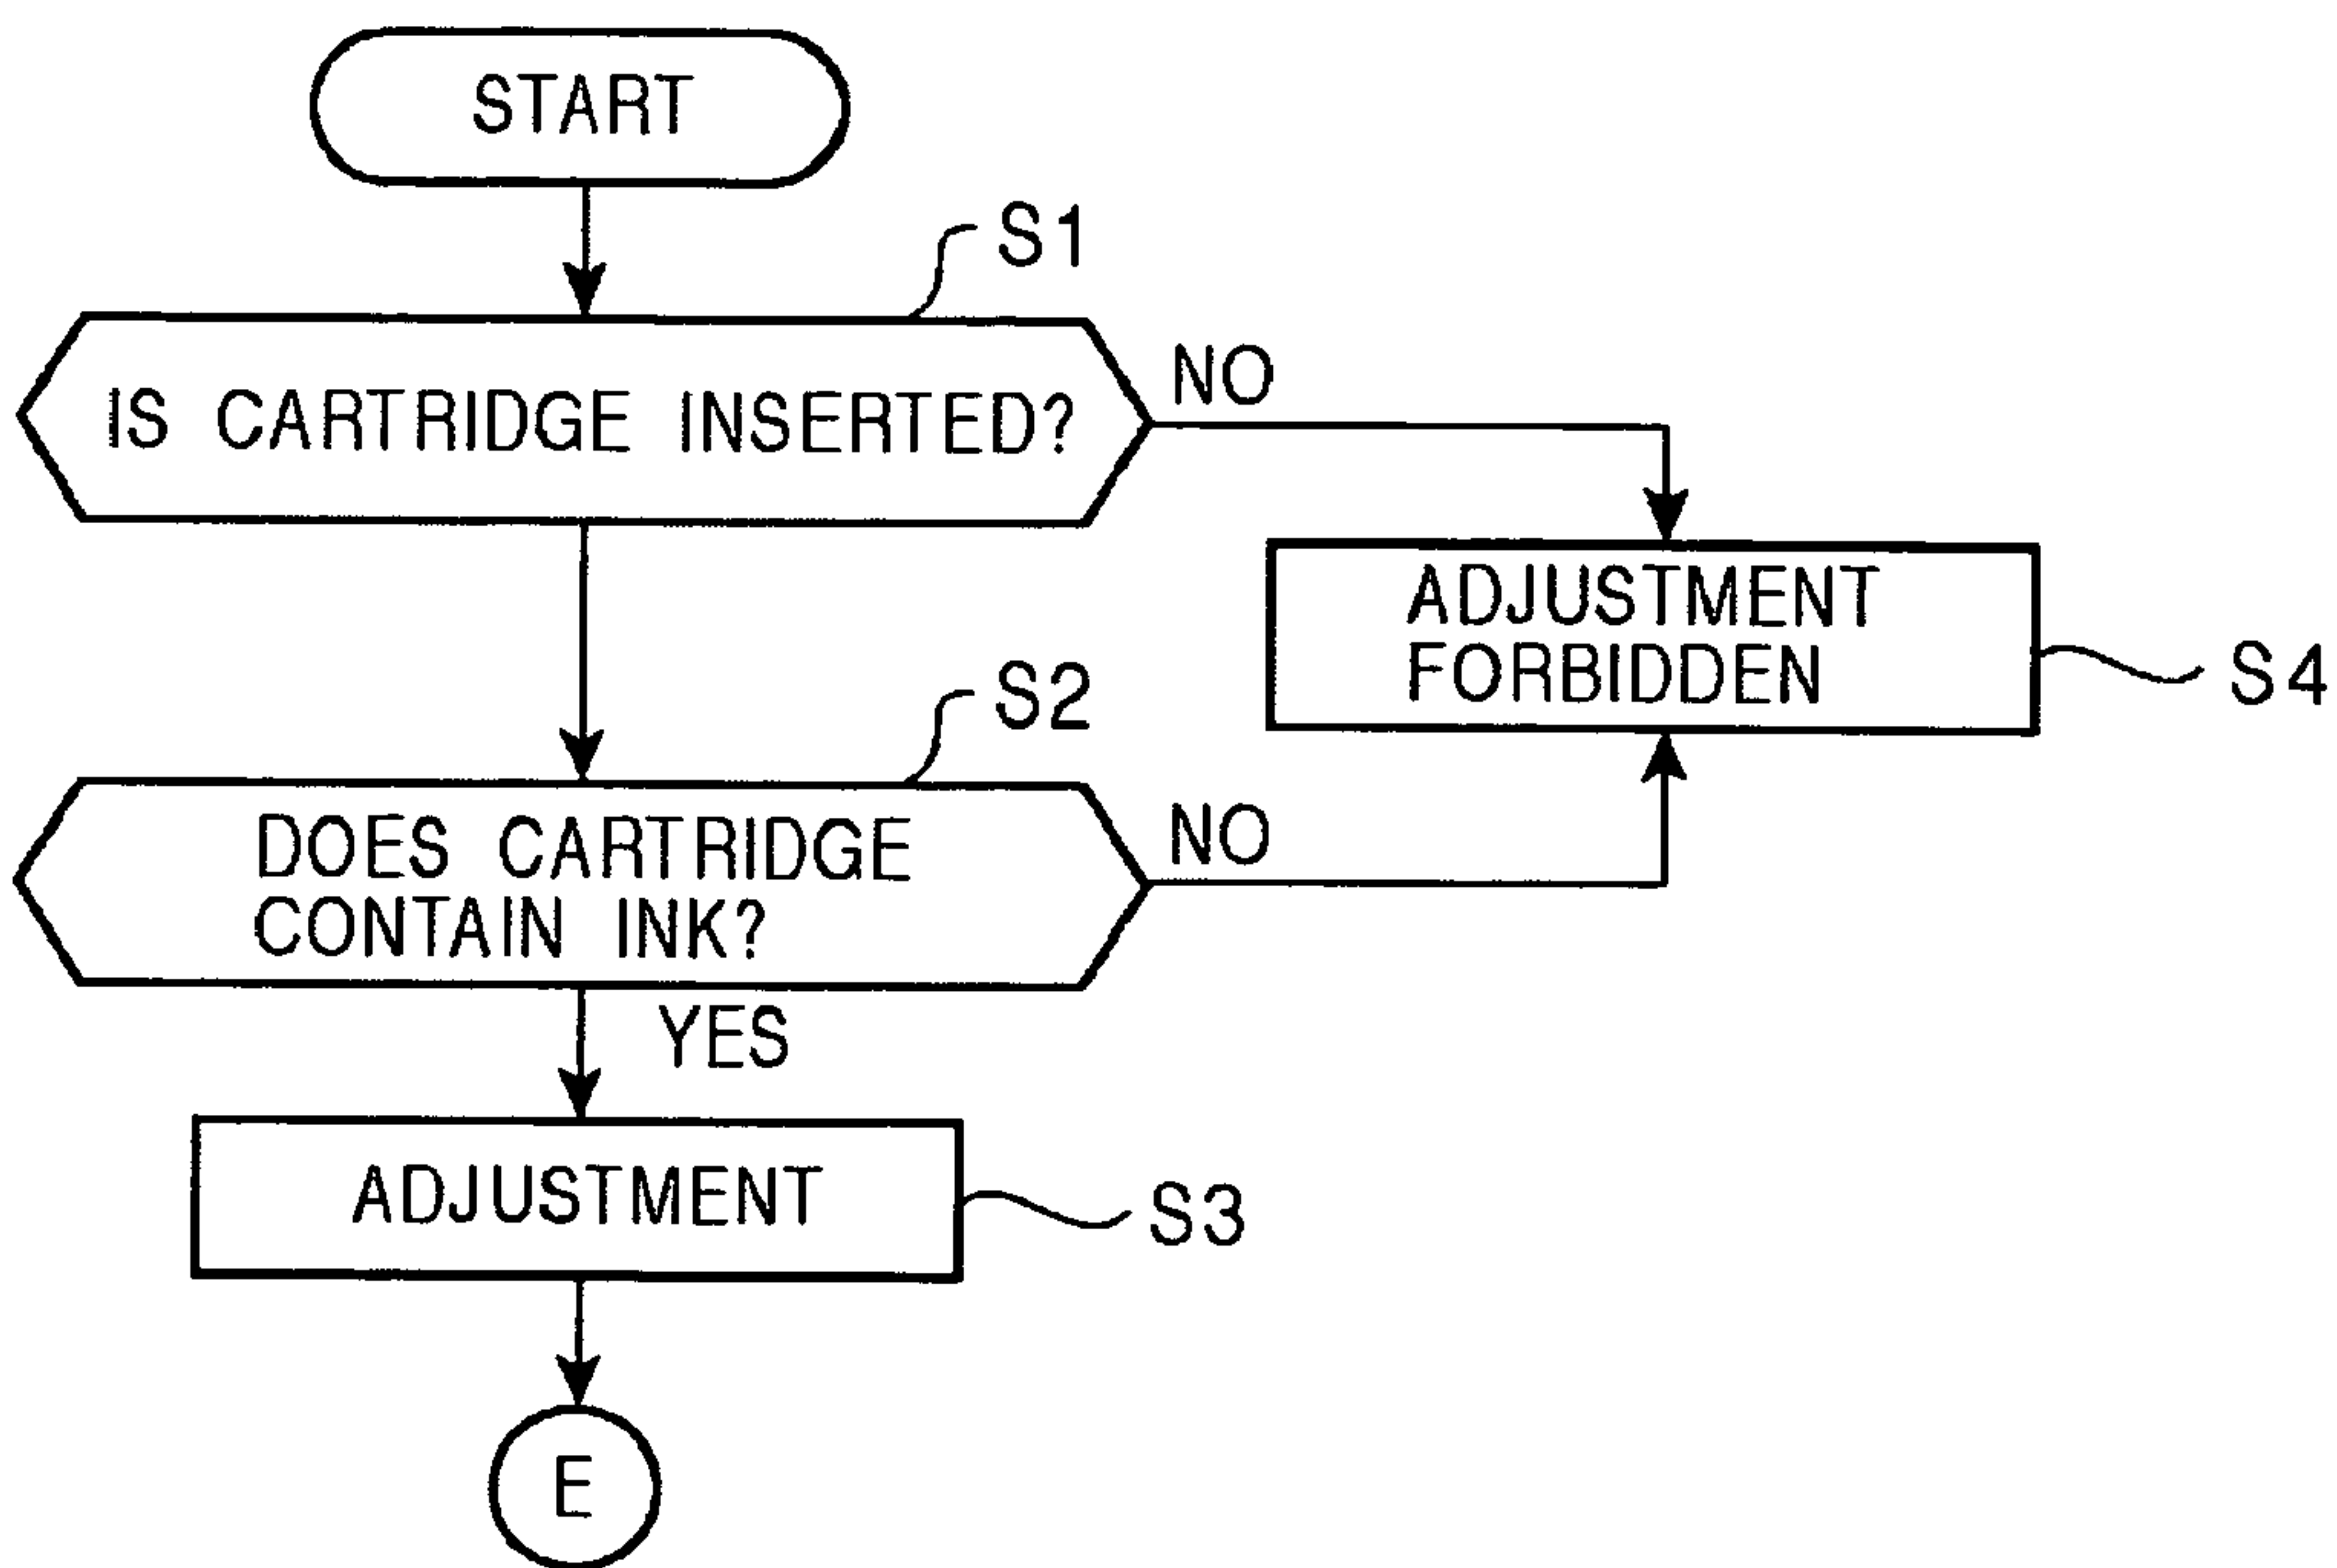 START
S1
IS CARTRIDGE INSERTED?
NO
ADJUSTMENT
FORBIDDEN
S4
S2
DOES CARTRIDGE
CONTAIN INK?
NO
YES
ADJUSTMENT
S3
E